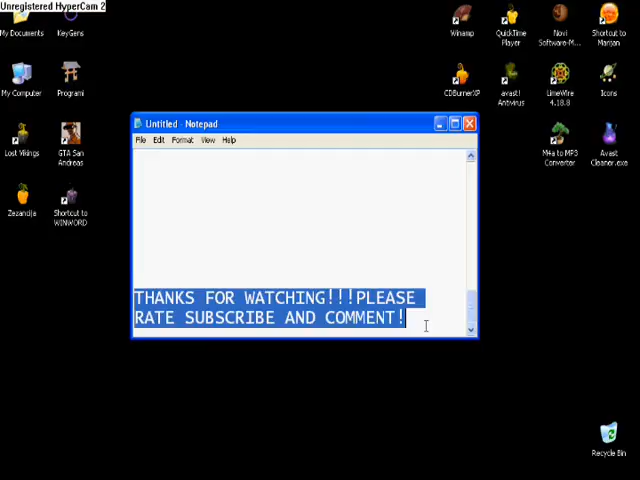 Unregistered HyperCam 2
My Documents
KeyGens
Winamp
QuickTime Player
Novi Software-M...
Shortcut to Marijan
My Computer
Programi
CDBurnerXP
avast! Antivirus
LimeWire 4.18.8
Icons
Untitled - Notepad
File Edit Format View Help
Lost Vikings
GTA San Andreas
M4a to MP3 Converter
Avast Cleaner.exe
Zezandja
Shortcut to WINWORD
THANKS FOR WATCHING!!!PLEASE
RATE SUBSCRIBE AND COMMENT!
Recycle Bin